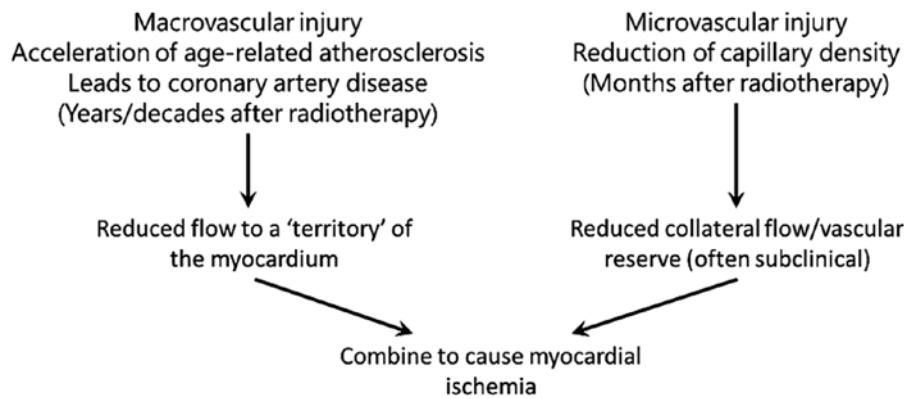 Macrovascular injury
Acceleration of age-related atherosclerosis
Leads to coronary artery disease
(Years/decades after radiotherapy)
Microvascular injury
Reduction of capillary density
(Months after radiotherapy)
Reduced flow to a ‘territory’ of
the myocardium
Reduced collateral flow/vascular
reserve (often subclinical)
Combine to cause myocardial
ischemia